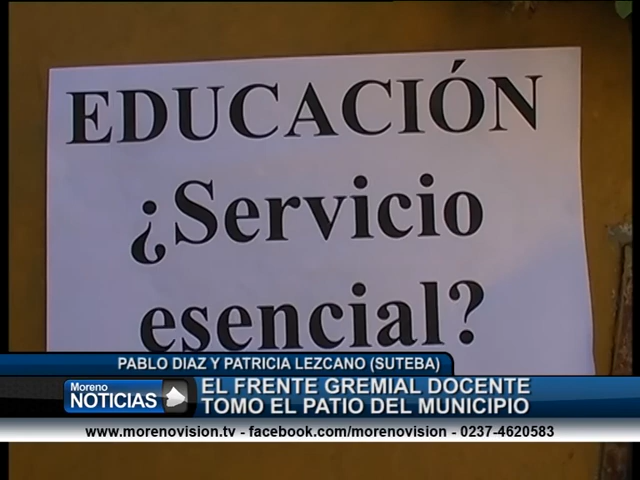 EDUCACIÓN
¿Servicio
esencial?
PABLO DIAZ Y PATRICIA LEZCANO (SUTEBA)
Moreno
NOTICIAS
EL FRENTE GREMIAL DOCENTE
TOMO EL PATIO DEL MUNICIPIO
www.morenovision.tv - facebook.com/morenovision - 0237-4620583